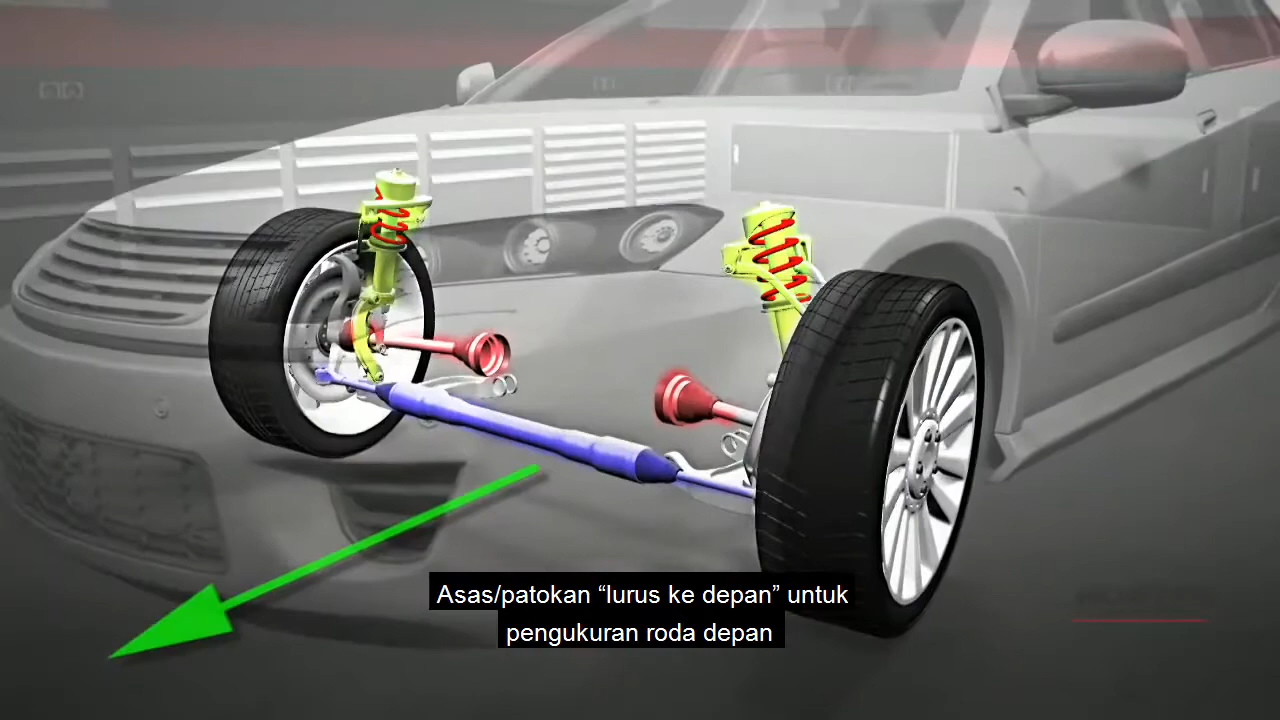 Asas/patokan “lurus ke depan” untuk
pengukuran roda depan